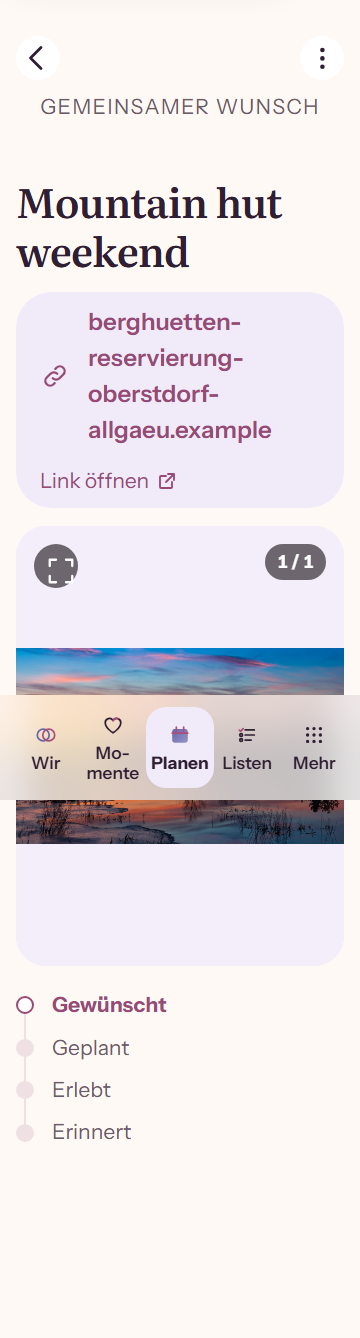 GEMEINSAMER WUNSCH
Mountain hut
weekend
berghuetten-
reservierung-
oberstdorf-
allgaeu.example
Link öffnen
1 / 1
Wir
Mo-
mente
Planen
Listen
Mehr
Gewünscht
Geplant
Erlebt
Erinnert